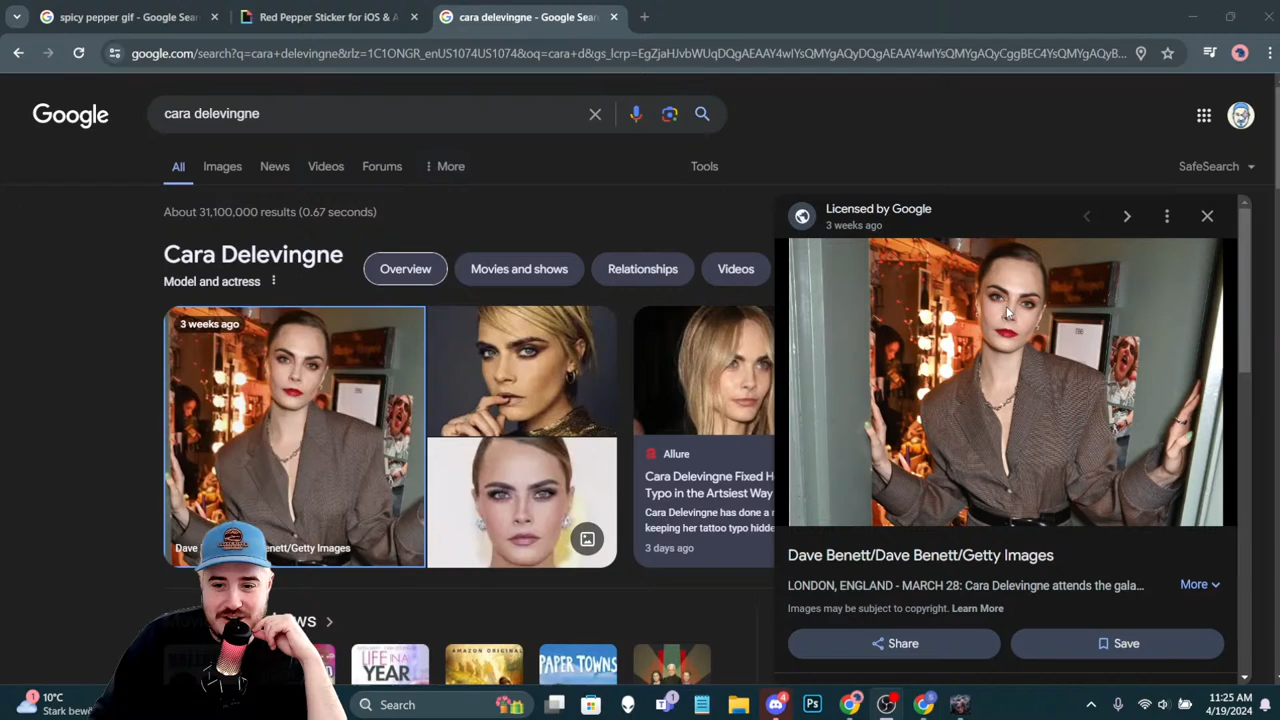 spicy pepper gif - Google Sear
Red Pepper Sticker for iOS & A
cara delevingne - Google Sear
google.com/search?q=cara+delevingne&rlz=1C1ONGR_enUS1074US1074&oq=cara+d&gs_lcrp=EgZjaHJvbWUqDQgAEAAY4wIYsQMYgAQyDQgAEAAY4wIYsQMYgAQyCggBEC4YsQMYgAQyB...
Google
cara delevingne
All
Images
News
Videos
Forums
More
Tools
SafeSearch
About 31,100,000 results (0.67 seconds)
Cara Delevingne
Model and actress
Overview
Movies and shows
Relationships
Videos
3 weeks ago
Dave
enett/Getty Images
Allure
Cara Delevingne Fixed H
Typo in the Artsiest Way
Cara Delevingne has done a r
keeping her tattoo typo hidde
3 days ago
Licensed by Google
3 weeks ago
Dave Benett/Dave Benett/Getty Images
LONDON, ENGLAND - MARCH 28: Cara Delevingne attends the gala...
More
Images may be subject to copyright. Learn More
Share
Save
LIFE IN A
YEAR
AMAZON ORIGINAL
PAPER TOWNS
10°C
Stark bewö
Search
11:25 AM
4/19/2024